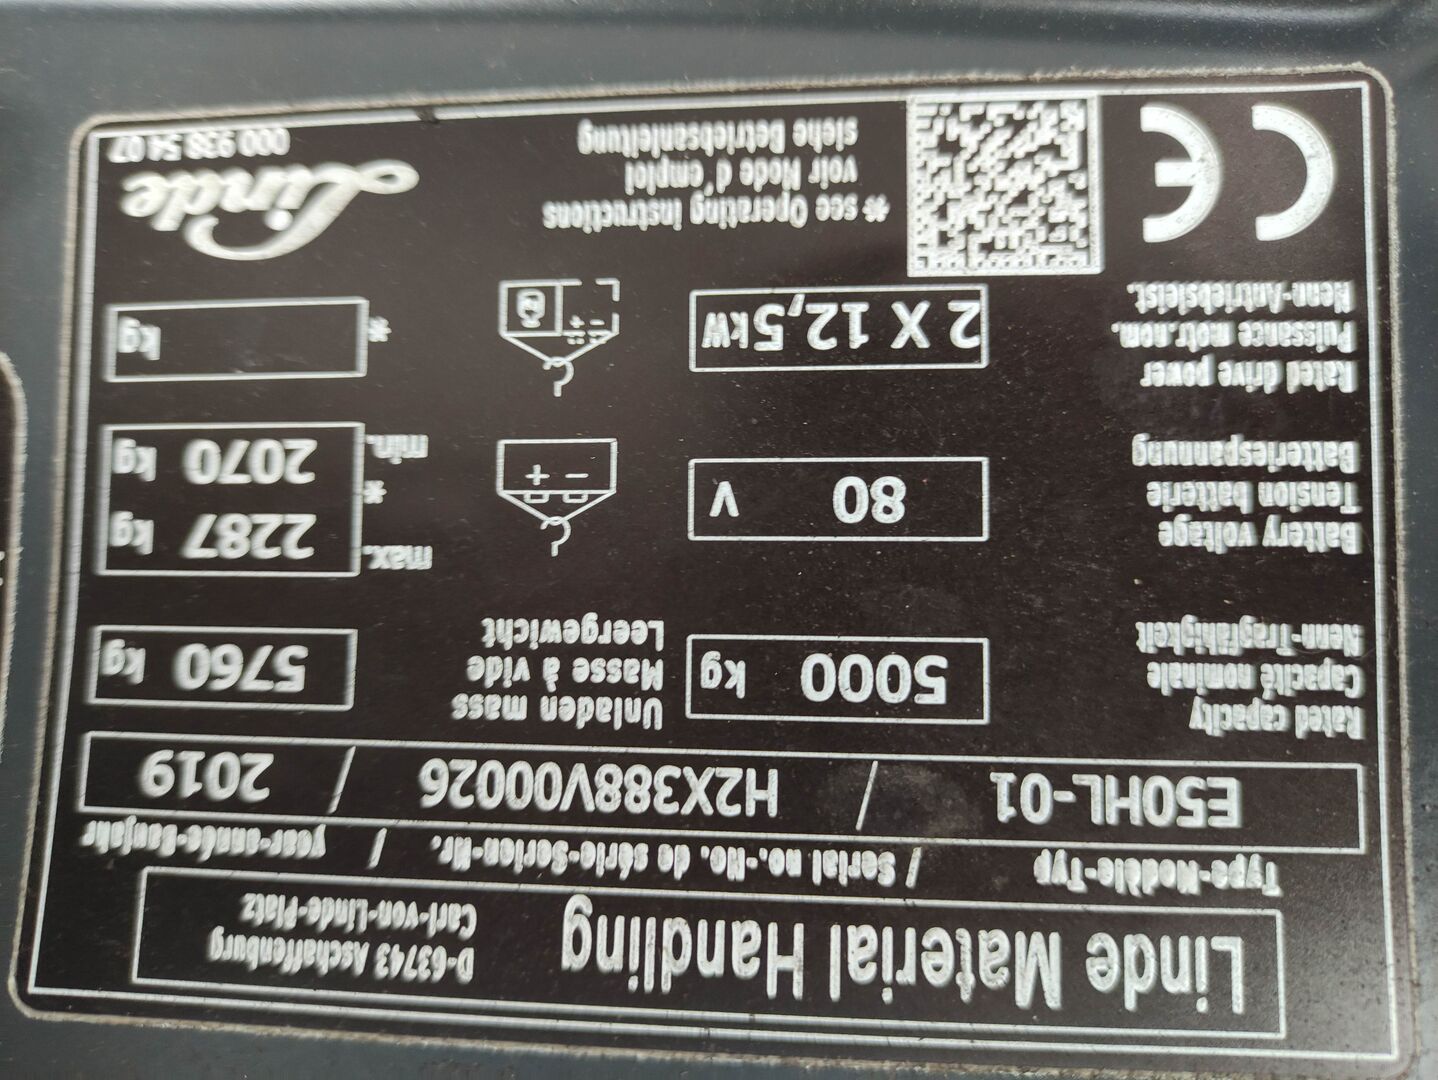 Linde Material Handling
Carl-von-Linde-Platz
D-63743 Aschaffenburg
Type-Modèle-Typ / Serial no.-No. de série-Serien-Nr. / year-année-Baujahr
E50HL-01 / H2X388V00026 / 2019
Rated capacity
Capacité nominale
Nenn-Tragfähigkeit
5000 kg
Unladen mass
Masse à vide
Leergewicht
5760 kg
Battery voltage
Tension batterie
Batteriespannung
80 V
+ −
max. 2287 kg
*
min. 2070 kg
Rated drive power
Puissance motr.nom.
Nenn-Antriebsleist.
2 X 12,5 kW
+ −
* kg
CE
* see Operating instructions
voir Mode d'emploi
siehe Betriebsanleitung
Linde
000 938 54 07